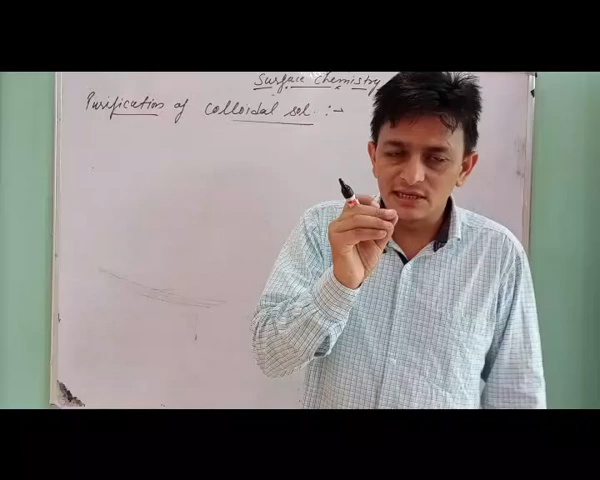 Surface Chemistry
Purification of colloidal sol. :→